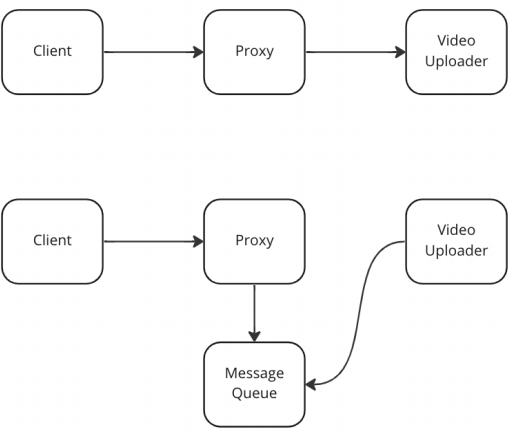 Client
Proxy
Video
Uploader
Client
Proxy
Video
Uploader
Message
Queue